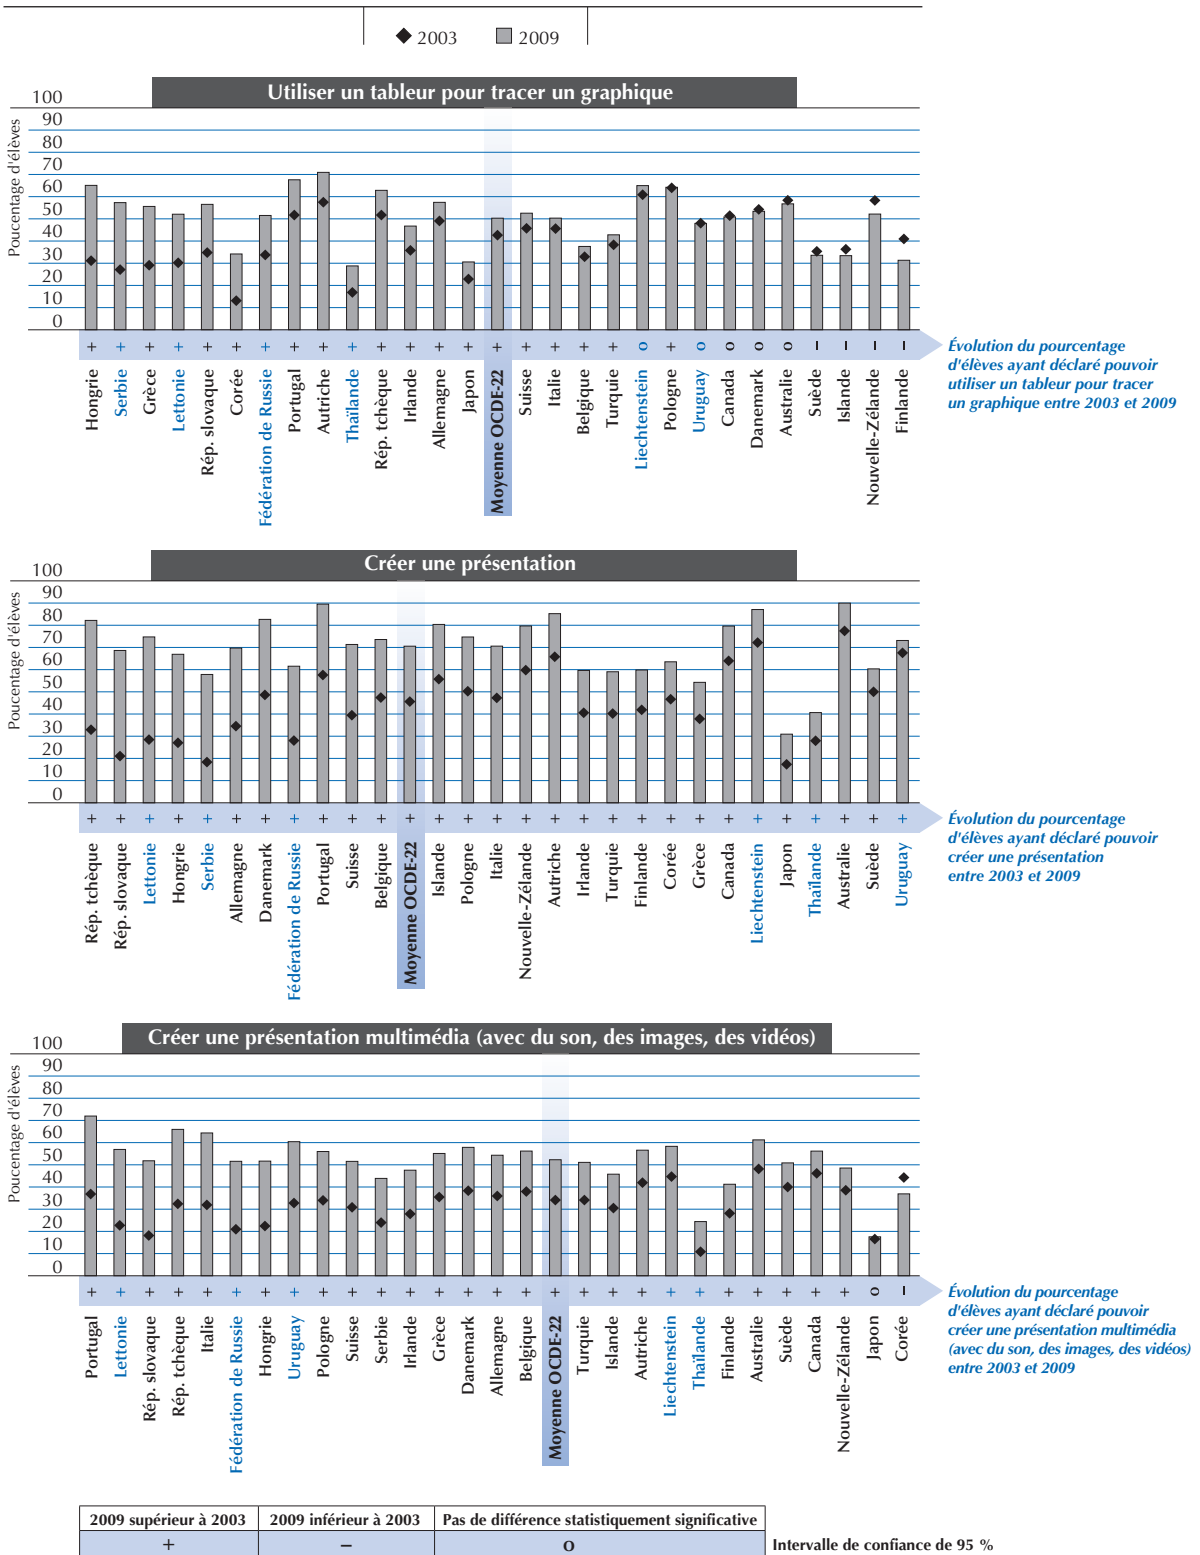 2003 2009
Utiliser un tableur pour tracer un graphique
Poucentage d'élèves
100
90
80
70
60
50
40
30
20
10
0
+ + + + + + + + + + + + + + + + + + + o + o o o o – – – –
Hongrie
Serbie
Grèce
Lettonie
Rép. slovaque
Corée
Fédération de Russie
Portugal
Autriche
Thaïlande
Rép. tchèque
Irlande
Allemagne
Japon
Moyenne OCDE-22
Suisse
Italie
Belgique
Turquie
Liechtenstein
Pologne
Uruguay
Canada
Danemark
Australie
Suède
Islande
Nouvelle-Zélande
Finlande
Évolution du pourcentage
d'élèves ayant déclaré pouvoir
utiliser un tableur pour tracer
un graphique entre 2003 et 2009
Créer une présentation
Poucentage d'élèves
100
90
80
70
60
50
40
30
20
10
0
+ + + + + + + + + + + + + + + + + + + + + + + + + + + + +
Rép. tchèque
Rép. slovaque
Lettonie
Hongrie
Serbie
Allemagne
Danemark
Fédération de Russie
Portugal
Suisse
Belgique
Moyenne OCDE-22
Islande
Pologne
Italie
Nouvelle-Zélande
Autriche
Irlande
Turquie
Finlande
Corée
Grèce
Canada
Liechtenstein
Japon
Thaïlande
Australie
Suède
Uruguay
Évolution du pourcentage
d'élèves ayant déclaré pouvoir
créer une présentation
entre 2003 et 2009
Créer une présentation multimédia (avec du son, des images, des vidéos)
Poucentage d'élèves
100
90
80
70
60
50
40
30
20
10
0
+ + + + + + + + + + + + + + + + + + + + + + + + + + + o –
Portugal
Lettonie
Rép. slovaque
Rép. tchèque
Italie
Fédération de Russie
Hongrie
Uruguay
Pologne
Suisse
Serbie
Irlande
Grèce
Danemark
Allemagne
Belgique
Moyenne OCDE-22
Turquie
Islande
Autriche
Liechtenstein
Thaïlande
Finlande
Australie
Suède
Canada
Nouvelle-Zélande
Japon
Corée
Évolution du pourcentage
d'élèves ayant déclaré pouvoir
créer une présentation multimédia
(avec du son, des images, des vidéos)
entre 2003 et 2009
2009 supérieur à 2003 2009 inférieur à 2003 Pas de différence statistiquement significative
+ – o Intervalle de confiance de 95 %